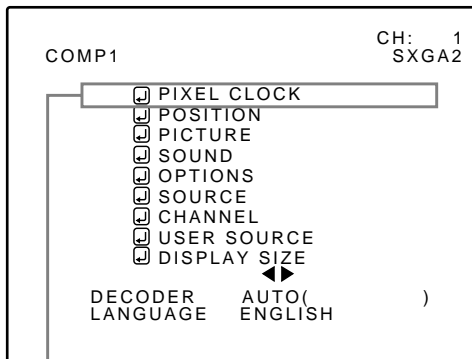 CH: 1
COMP1 SXGA2
PIXEL CLOCK
POSITION
PICTURE
SOUND
OPTIONS
SOURCE
CHANNEL
USER SOURCE
DISPLAY SIZE
DECODER AUTO( )
LANGUAGE ENGLISH